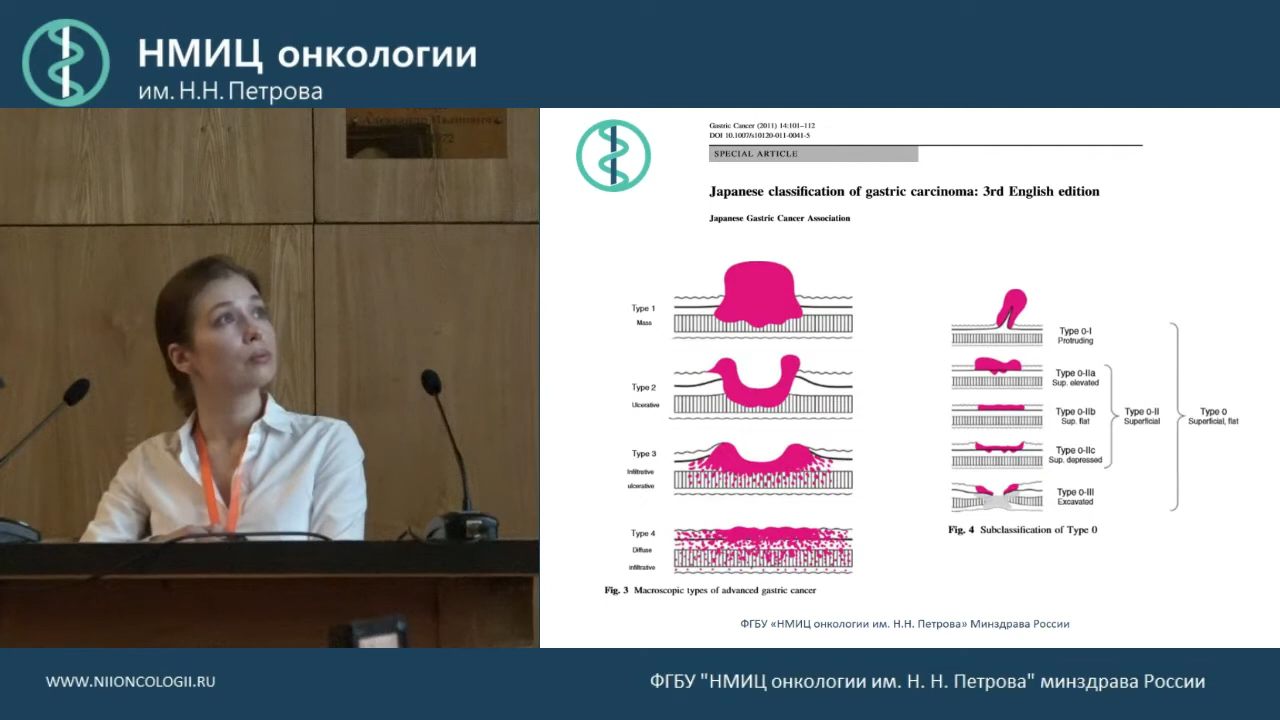 НМИЦ онкологии
им. Н.Н. Петрова
Александр Иванович
Gastric Cancer (2011) 14:101–112
DOI 10.1007/s10120-011-0041-5
SPECIAL ARTICLE
Japanese classification of gastric carcinoma: 3rd English edition
Japanese Gastric Cancer Association
Type 1
Mass
Type 2
Ulcerative
Type 3
Infiltrative
ulcerative
Type 4
Diffuse
infiltrative
Fig. 3 Macroscopic types of advanced gastric cancer
Type 0-I
Protruding
Type 0-IIa
Sup. elevated
Type 0-IIb
Sup. flat
Type 0-IIc
Sup. depressed
Type 0-III
Excavated
Type 0-II
Superficial
Type 0
Superficial, flat
Fig. 4 Subclassification of Type 0
ФГБУ «НМИЦ онкологии им. Н.Н. Петрова» Минздрава России
WWW.NIIONCOLOGII.RU
ФГБУ "НМИЦ онкологии им. Н. Н. Петрова" минздрава России